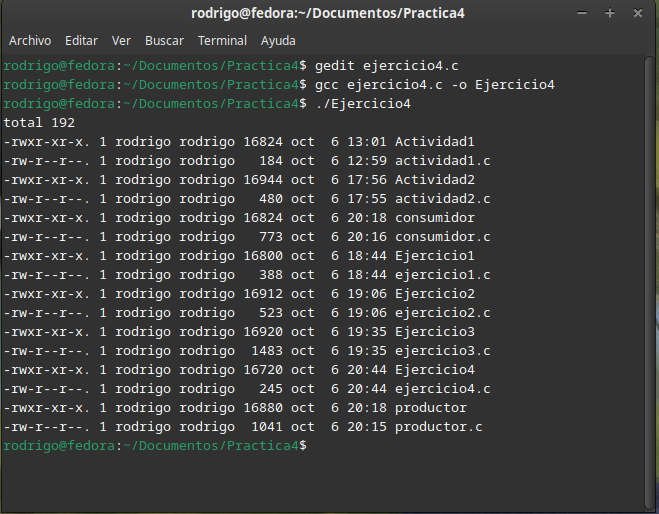 rodrigo@fedora:~/Documentos/Practica4
Archivo Editar Ver Buscar Terminal Ayuda
rodrigo@fedora:~/Documentos/Practica4$ gedit ejercicio4.c
rodrigo@fedora:~/Documentos/Practica4$ gcc ejercicio4.c -o Ejercicio4
rodrigo@fedora:~/Documentos/Practica4$ ./Ejercicio4
total 192
-rwxr-xr-x. 1 rodrigo rodrigo 16824 oct  6 13:01 Actividad1
-rw-r--r--. 1 rodrigo rodrigo   184 oct  6 12:59 actividad1.c
-rwxr-xr-x. 1 rodrigo rodrigo 16944 oct  6 17:56 Actividad2
-rw-r--r--. 1 rodrigo rodrigo   480 oct  6 17:55 actividad2.c
-rwxr-xr-x. 1 rodrigo rodrigo 16824 oct  6 20:18 consumidor
-rw-r--r--. 1 rodrigo rodrigo   773 oct  6 20:16 consumidor.c
-rwxr-xr-x. 1 rodrigo rodrigo 16800 oct  6 18:44 Ejercicio1
-rw-r--r--. 1 rodrigo rodrigo   388 oct  6 18:44 ejercicio1.c
-rwxr-xr-x. 1 rodrigo rodrigo 16912 oct  6 19:06 Ejercicio2
-rw-r--r--. 1 rodrigo rodrigo   523 oct  6 19:06 ejercicio2.c
-rwxr-xr-x. 1 rodrigo rodrigo 16920 oct  6 19:35 Ejercicio3
-rw-r--r--. 1 rodrigo rodrigo  1483 oct  6 19:35 ejercicio3.c
-rwxr-xr-x. 1 rodrigo rodrigo 16720 oct  6 20:44 Ejercicio4
-rw-r--r--. 1 rodrigo rodrigo   245 oct  6 20:44 ejercicio4.c
-rwxr-xr-x. 1 rodrigo rodrigo 16880 oct  6 20:18 productor
-rw-r--r--. 1 rodrigo rodrigo  1041 oct  6 20:15 productor.c
rodrigo@fedora:~/Documentos/Practica4$